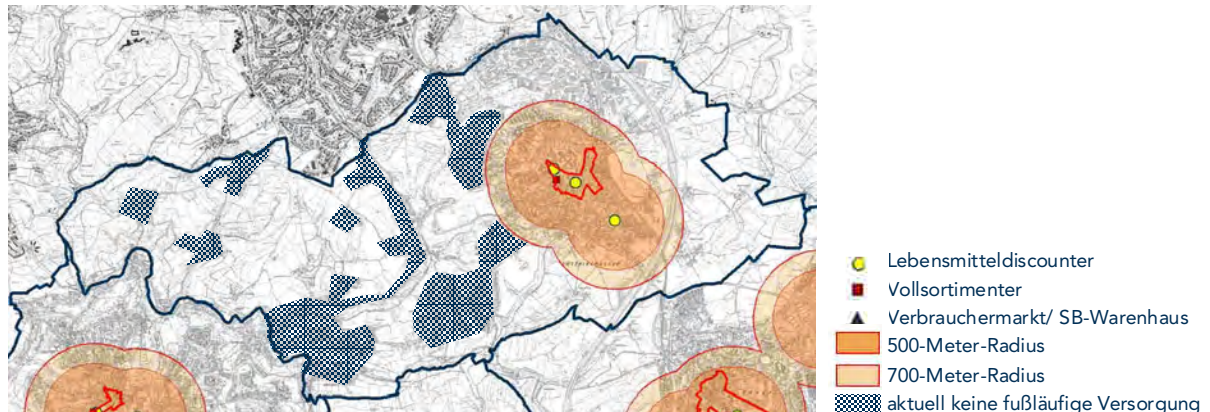 Lebensmitteldiscounter
Vollsortimenter
Verbrauchermarkt/ SB-Warenhaus
500-Meter-Radius
700-Meter-Radius
aktuell keine fußläufige Versorgung